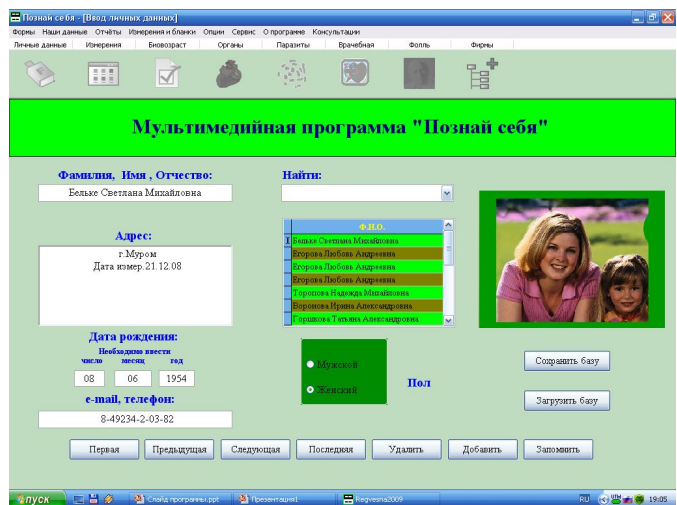 Познай себя - [Ввод личных данных]
Формы Наши данные Отчёты Измерения и бланки Опции Сервис О программе Консультации
Личные данные Измерения Биовозраст Органы Паразиты Врачебная Фолль Фирмы
Мультимедийная программа "Познай себя"
Фамилия, Имя , Отчество:
Найти:
Бельке Светлана Михайловна
Адрес:
г.Муром
Дата измер.21.12.08
Ф.И.О.
Бельке Светлана Михайловна
Егорова Любовь Андреевна
Егорова Любовь Андреевна
Егорова Любовь Андреевна
Торопова Надежда Михайловна
Воронова Ирина Александровна
Горшкова Татьяна Александровна
Дата рождения:
Необходимо ввести
число месяц год
08 06 1954
e-mail, телефон:
8-49234-2-03-82
Мужской
Женский
Пол
Сохранить базу
Загрузить базу
Первая Предыдущая Следующая Последняя Удалить Добавить Запомнить
пуск Слайд программы.ppt Презентация1 Regvesna2009 RU 19:05